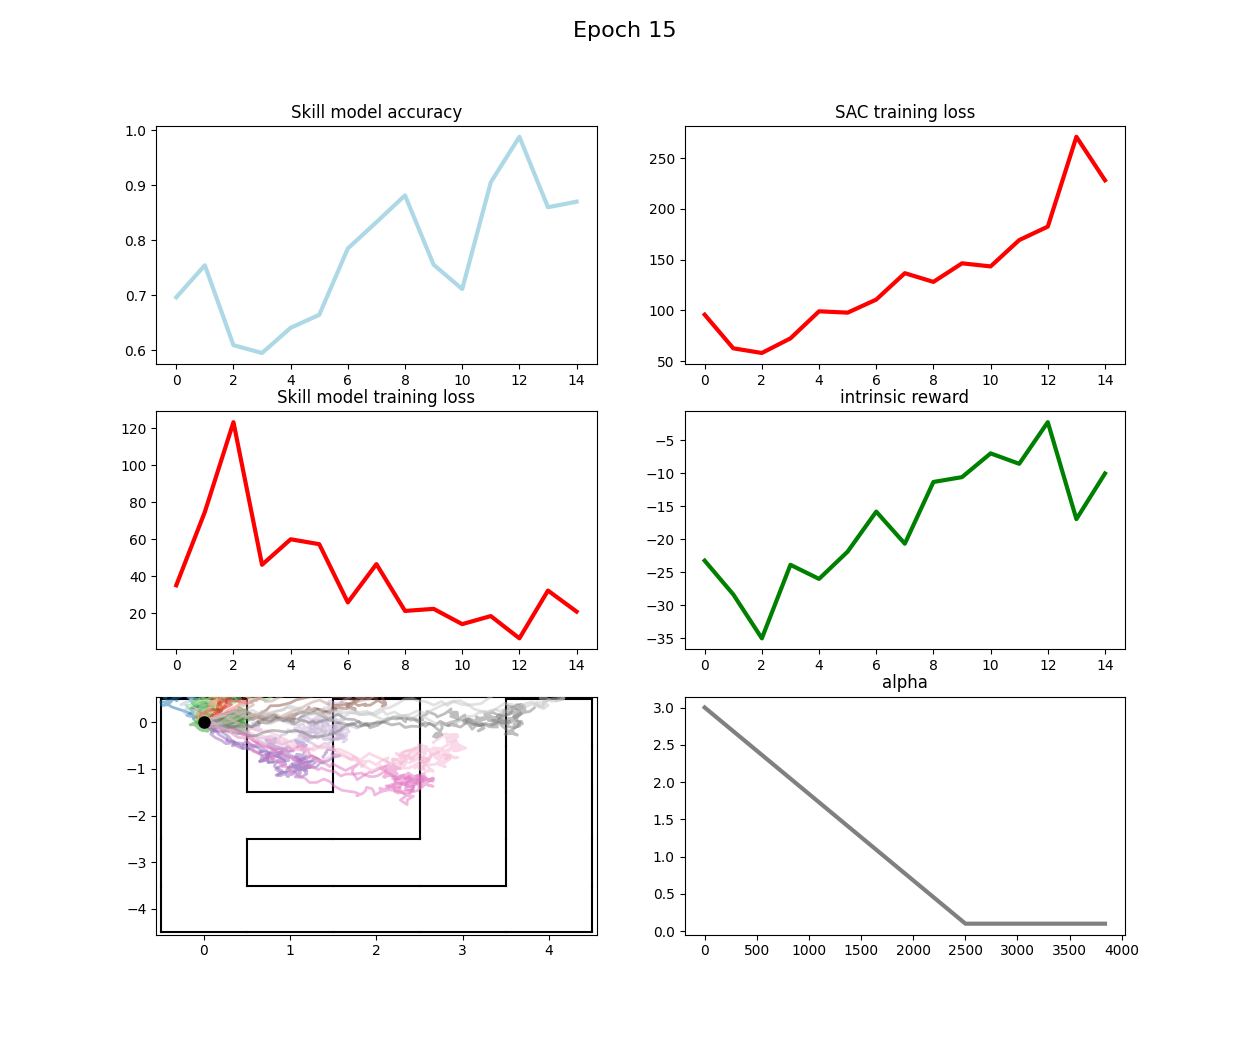 Epoch 15
Skill model accuracy
1.0
0.9
0.8
0.7
0.6
0 2 4 6 8 10 12 14
SAC training loss
250
200
150
100
50
0 2 4 6 8 10 12 14
Skill model training loss
120
100
80
60
40
20
0 2 4 6 8 10 12 14
intrinsic reward
−5
−10
−15
−20
−25
−30
−35
0 2 4 6 8 10 12 14
0
−1
−2
−3
−4
0 1 2 3 4
alpha
3.0
2.5
2.0
1.5
1.0
0.5
0.0
0 500 1000 1500 2000 2500 3000 3500 4000